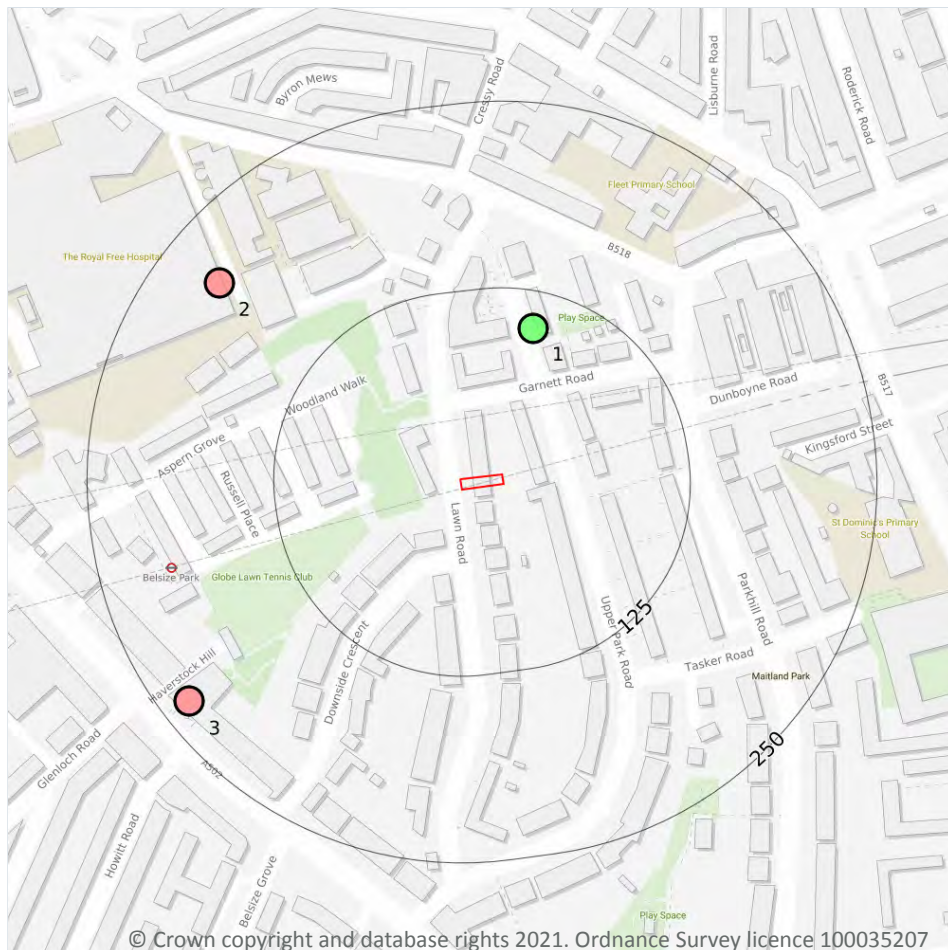 Byron Mews
Cressy Road
Lisburne Road
Roderick Road
Fleet Primary School
The Royal Free Hospital
B518
2
Play Space
1
Garnett Road
Dunboyne Road
B517
Woodland Walk
Aspern Grove
Kingsford Street
Russell Place
Lawn Road
St Dominic's Primary
School
Belsize Park
Globe Lawn Tennis Club
Parkhill Road
Upper Park Road
125
Downside Crescent
Tasker Road
Haverstock Hill
Maitland Park
3
Glenloch Road
250
A502
Howitt Road
Belsize Grove
Play Space
© Crown copyright and database rights 2021. Ordnance Survey licence 100035207